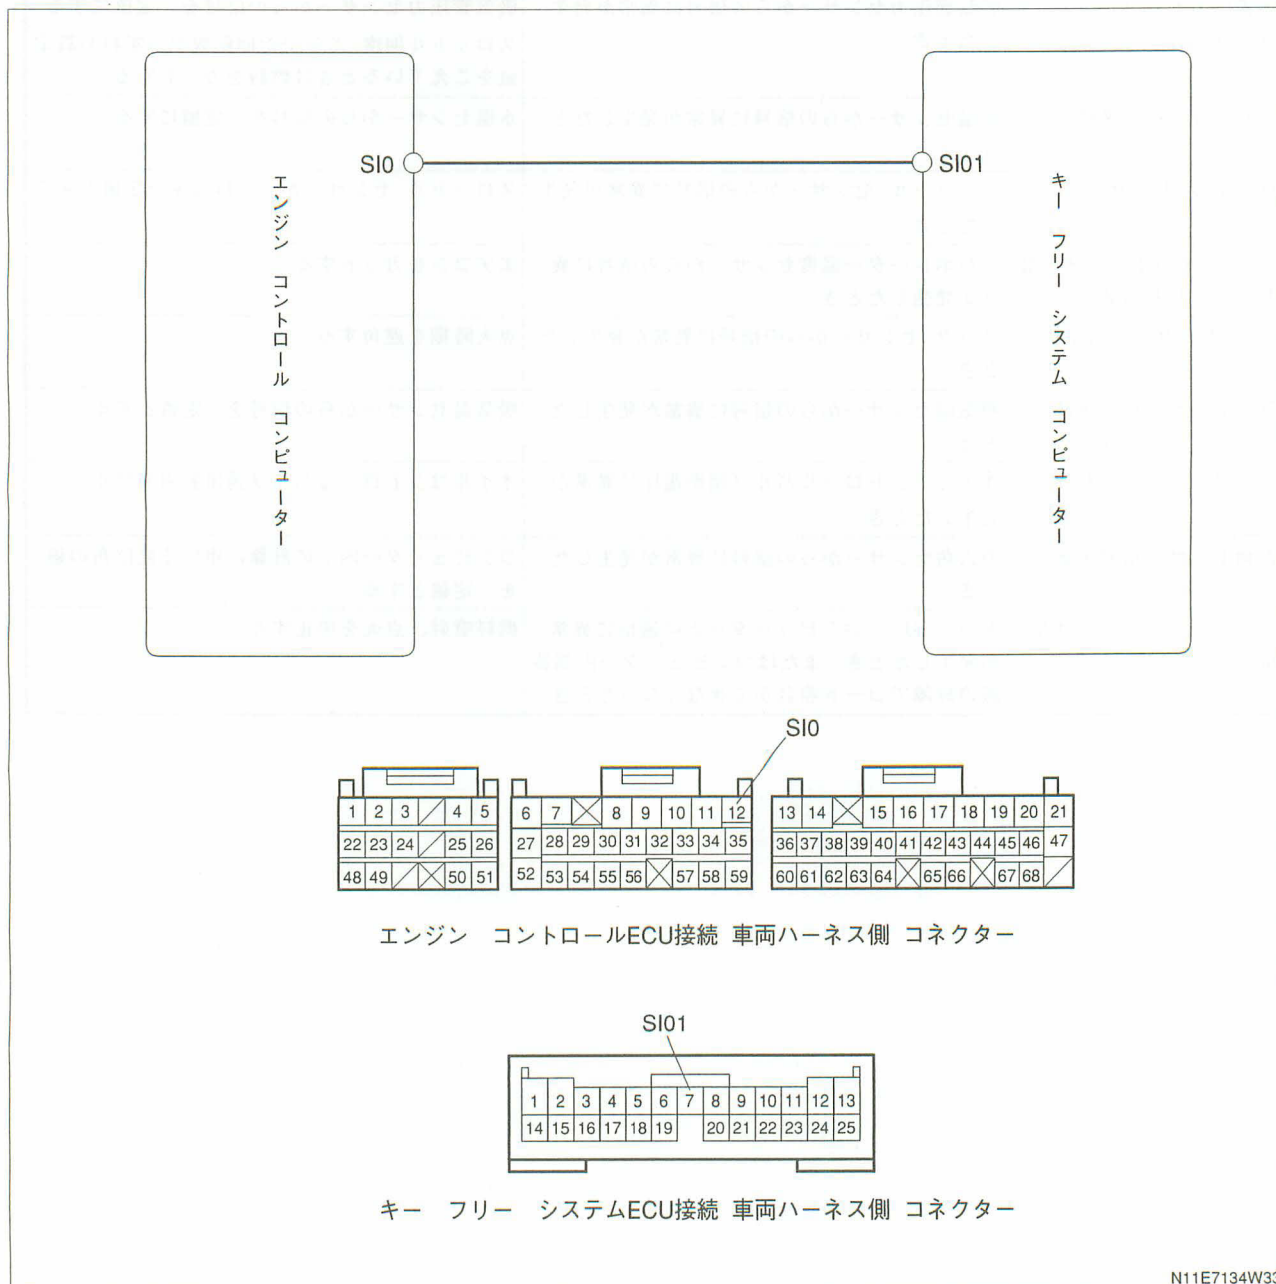 SI0
SI01
エンジン コントロール コンピューター
キー フリー システム コンピューター
SI0
1 2 3 4 5
22 23 24 25 26
48 49 50 51
6 7 8 9 10 11 12
27 28 29 30 31 32 33 34 35
52 53 54 55 56 57 58 59
13 14 15 16 17 18 19 20 21
36 37 38 39 40 41 42 43 44 45 46 47
60 61 62 63 64 65 66 67 68
エンジン コントロールECU接続 車両ハーネス側 コネクター
SI01
1 2 3 4 5 6 7 8 9 10 11 12 13
14 15 16 17 18 19 20 21 22 23 24 25
キー フリー システムECU接続 車両ハーネス側 コネクター
N11E7134W33